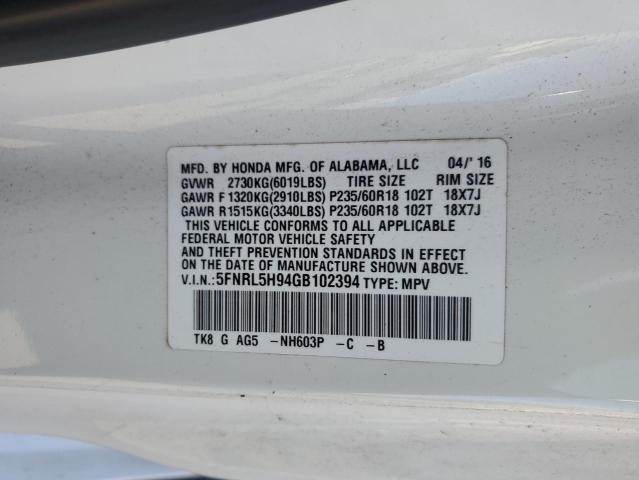 MFD. BY HONDA MFG. OF ALABAMA, LLC 04/'16
GVWR 2730KG(6019LBS) TIRE SIZE RIM SIZE
GAWR F1320KG(2910LBS) P235/60R18 102T 18X7J
GAWR R1515KG(3340LBS) P235/60R18 102T 18X7J
THIS VEHICLE CONFORMS TO ALL APPLICABLE
FEDERAL MOTOR VEHICLE SAFETY
AND THEFT PREVENTION STANDARDS IN EFFECT
ON THE DATE OF MANUFACTURE SHOWN ABOVE.
V.I.N.:5FNRL5H94GB102394 TYPE: MPV
TK8 G AG5 -NH603P -C -B